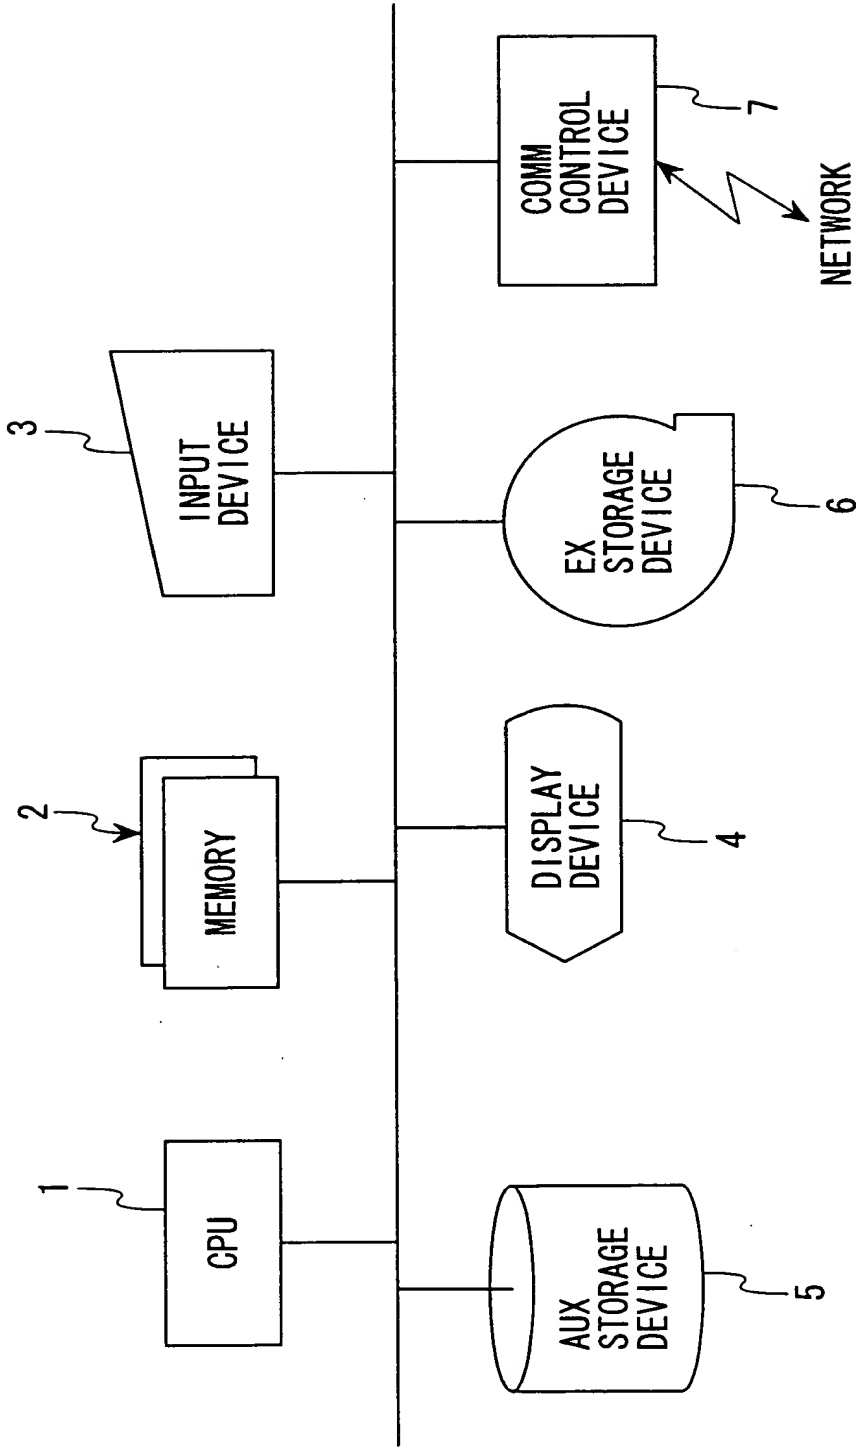 1
CPU
2
MEMORY
3
INPUT
DEVICE
AUX
STORAGE
DEVICE
5
DISPLAY
DEVICE
4
EX
STORAGE
DEVICE
6
COMM
CONTROL
DEVICE
7
NETWORK